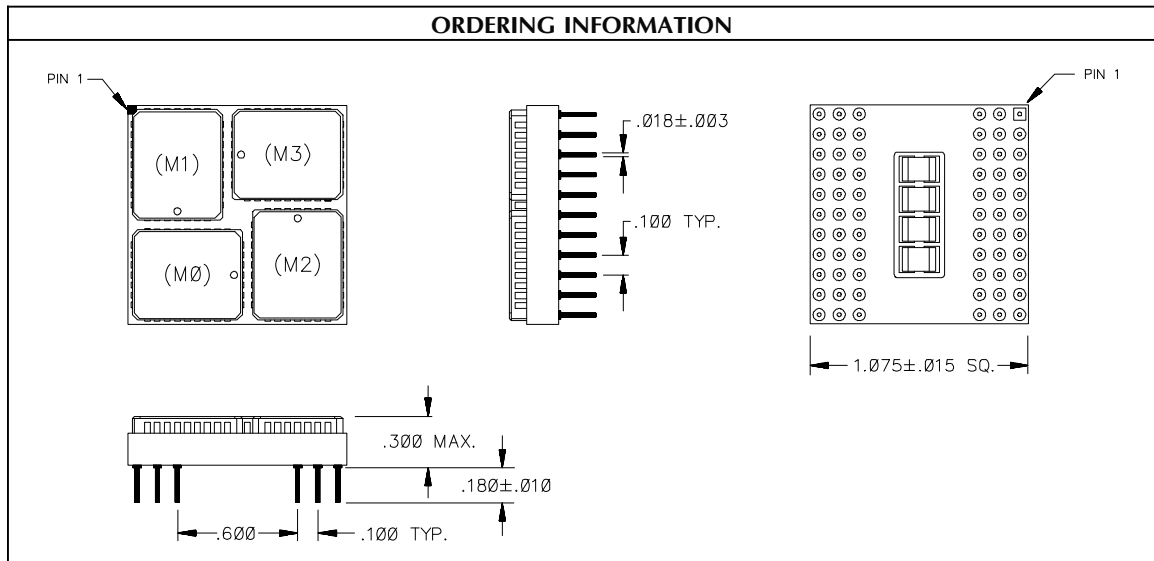 ORDERING INFORMATION
PIN 1
PIN 1
(M1)
(M3)
(MØ)
(M2)
.Ø18±.ØØ3
.1ØØ TYP.
1.Ø75±.Ø15 SQ.
.3ØØ MAX.
.18Ø±.Ø1Ø
.6ØØ
.1ØØ TYP.